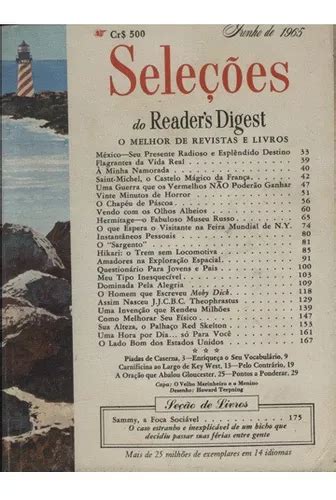 Cr$ 500
Junho de 1965
Seleções
do Reader's Digest
O MELHOR DE REVISTAS E LIVROS
México—Seu Presente Radioso e Esplêndido Destino 33
Flagrantes da Vida Real 39
À Minha Namorada 40
Saint-Michel, o Castelo Mágico da França 42
Uma Guerra que os Vermelhos NÃO Poderão Ganhar 47
Vinte Minutos de Horror 51
O Chapéu de Páscoa 56
Vendo com os Olhos Alheios 60
Hermitage—o Fabuloso Museu Russo 65
O que Espera o Visitante na Feira Mundial de N.Y. 74
Instantâneos Pessoais 80
O "Sargento" 81
Hikari: o Trem sem Locomotiva 85
Amadores na Exploração Espacial 91
Questionário Para Jovens e Pais 100
Meu Tipo Inesquecível 103
Dominada Pela Alegria 109
O Homem que Escreveu Moby Dick 118
Assim Nasceu J.J.C.B.C. Theophrastus 129
Uma Invenção que Rendeu Milhões 139
Como Melhorar Seu Físico 147
Sua Alteza, o Palhaço Red Skelton 153
Uma Hora por Dia... só Para Você 161
O Lado Bom dos Estados Unidos 167
* * *
Piadas de Caserna, 3—Enriqueça o Seu Vocabulário, 9
Carnificina ao Largo de Key West, 13—Pelo Contrário, 19
A Oração que Abalou Gloucester, 25—Pontos a Ponderar, 29
Capa: O Velho Marinheiro e o Menino
Desenho: Howard Terpning
Seção de Livros
Sammy, a Foca Sociável 175
O caso estranho e inexplicável de um bicho que
decidiu passar suas férias entre gente
Mais de 25 milhões de exemplares em 14 idiomas